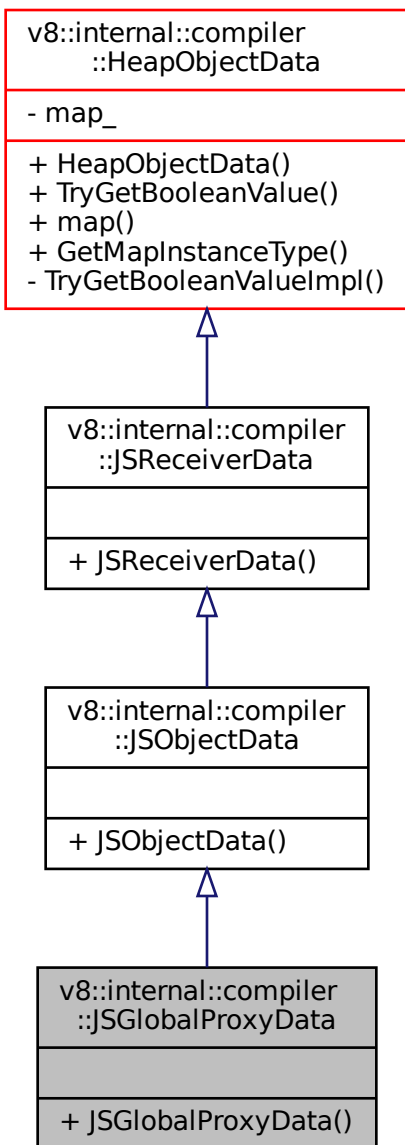 v8::internal::compiler
::HeapObjectData
- map_
+ HeapObjectData()
+ TryGetBooleanValue()
+ map()
+ GetMapInstanceType()
- TryGetBooleanValueImpl()
v8::internal::compiler
::JSReceiverData
+ JSReceiverData()
v8::internal::compiler
::JSObjectData
+ JSObjectData()
v8::internal::compiler
::JSGlobalProxyData
+ JSGlobalProxyData()